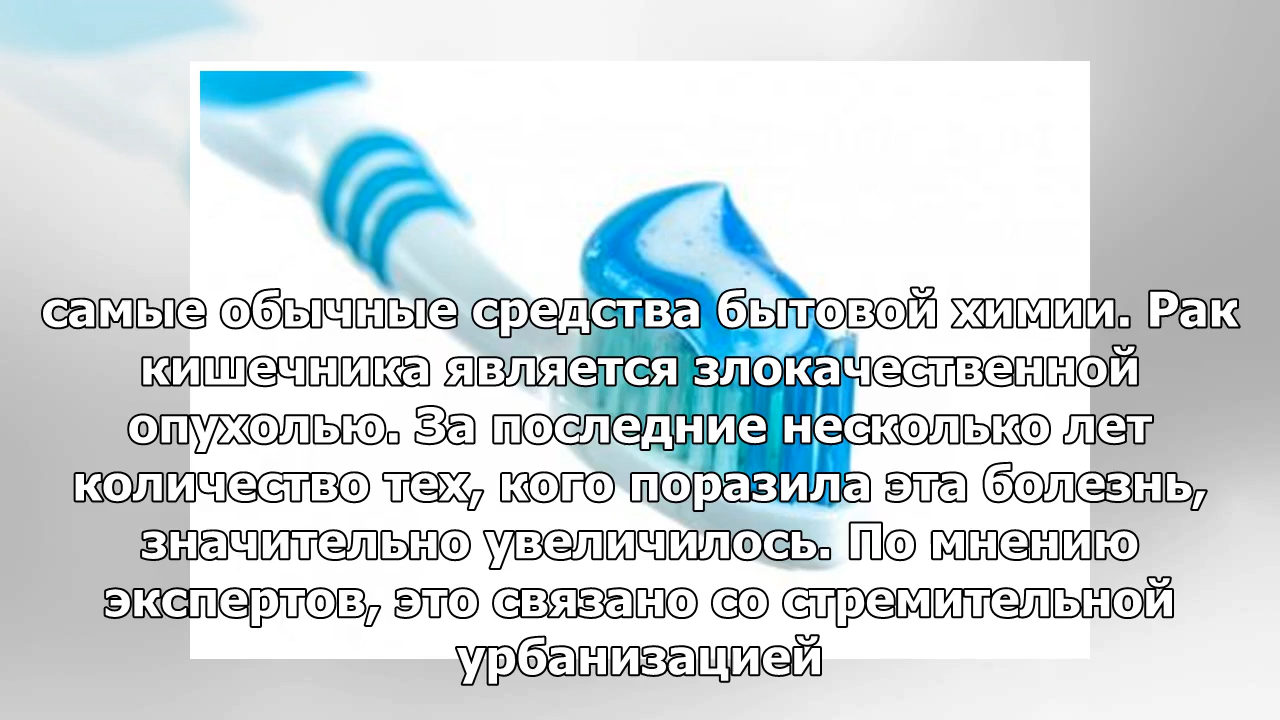 самые обычные средства бытовой химии. Рак
кишечника является злокачественной
опухолью. За последние несколько лет
количество тех, кого поразила эта болезнь,
значительно увеличилось. По мнению
экспертов, это связано со стремительной
урбанизацией